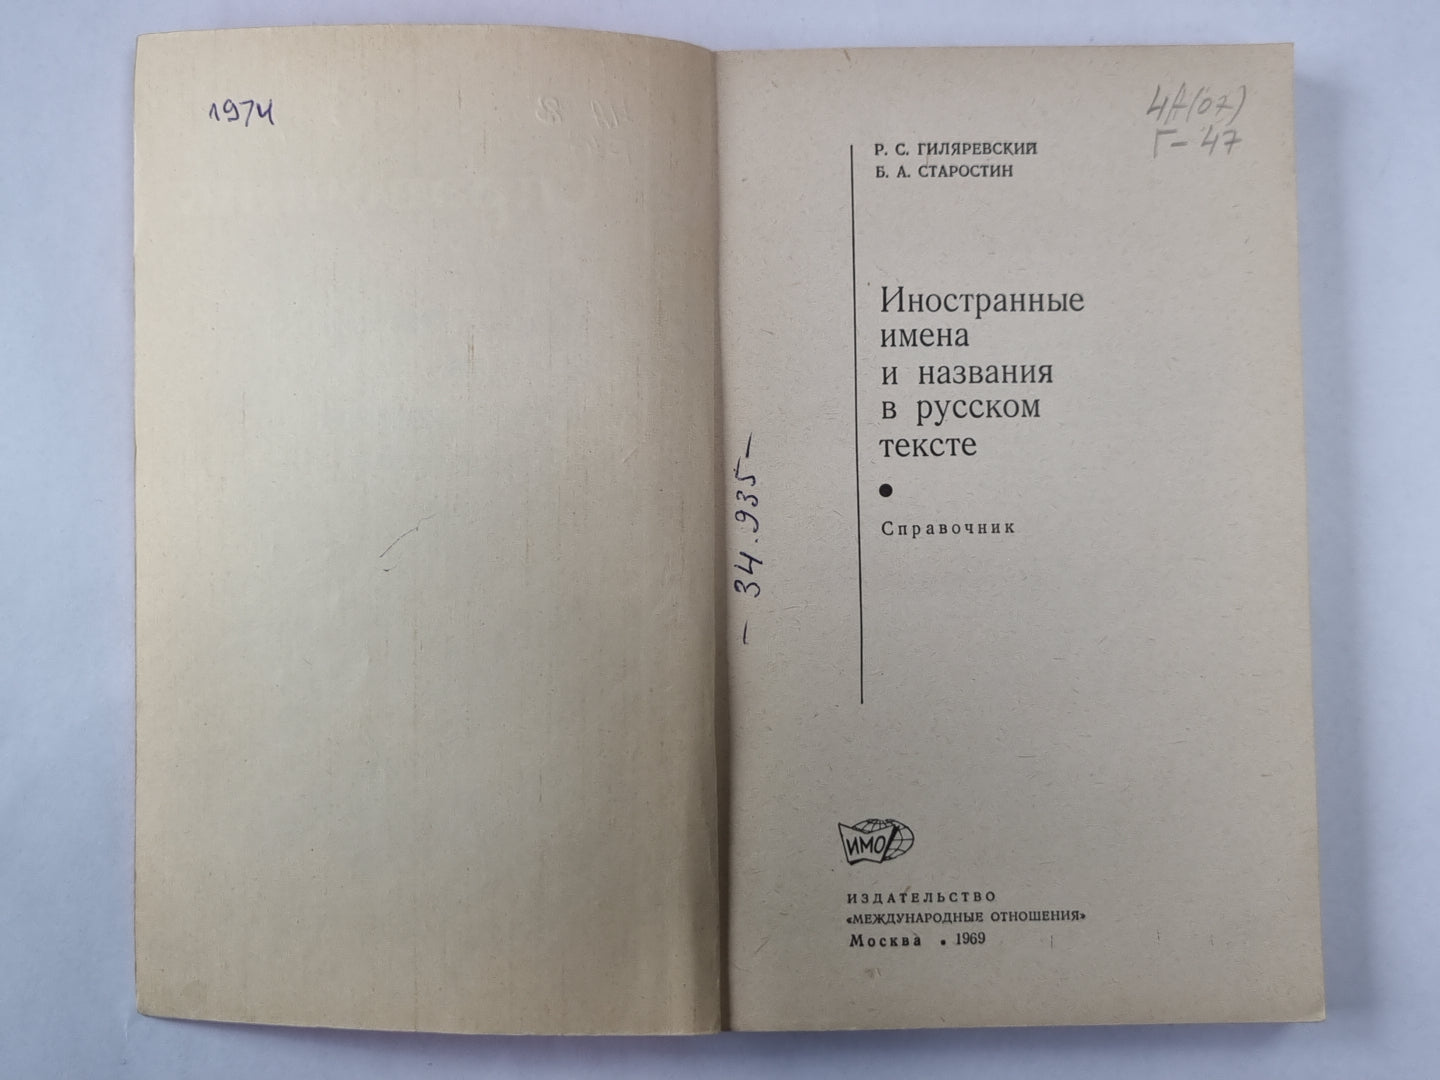 1974
4А(07)
Г-47
Р. С. ГИЛЯРЕВСКИЙ
Б. А. СТАРОСТИН
Иностранные
имена
и названия
в русском
тексте
Справочник
— 34.935 —
ИМО
ИЗДАТЕЛЬСТВО
«МЕЖДУНАРОДНЫЕ ОТНОШЕНИЯ»
Москва • 1969